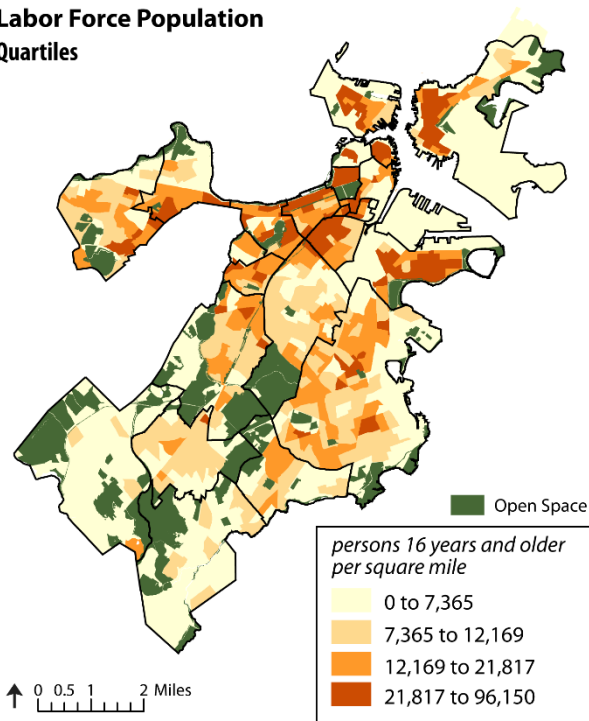 Labor Force Population
Quartiles
Open Space
persons 16 years and older
per square mile
0 to 7,365
7,365 to 12,169
12,169 to 21,817
21,817 to 96,150
0 0.5 1 2 Miles